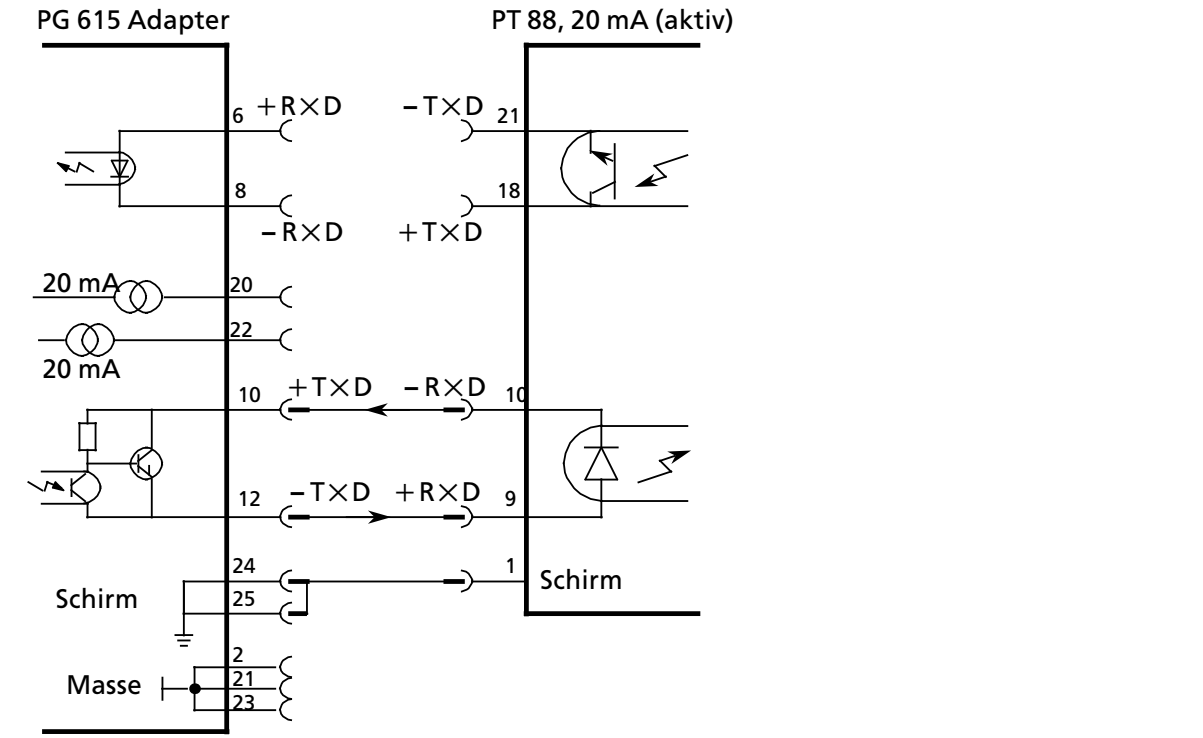 PG 615 Adapter
PT 88, 20 mA (aktiv)
6 +R×D −T×D 21
8 18
−R×D +T×D
20 mA 20
22
20 mA
10 +T×D −R×D 10
12 −T×D +R×D 9
24 1
Schirm
25
Schirm
2
Masse 21
23